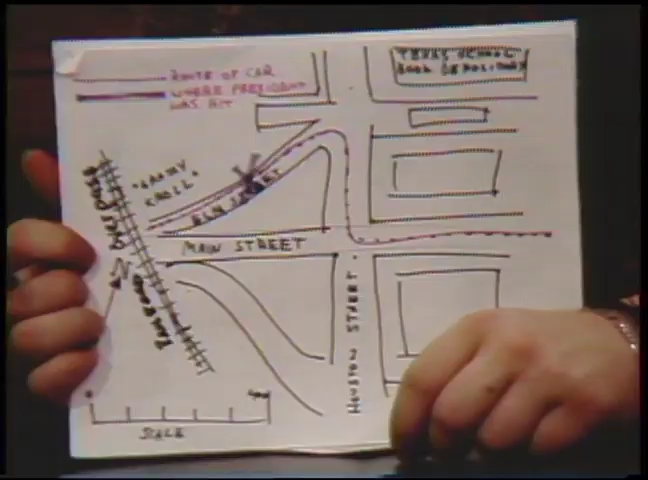 ROUTE OF CAR
WHERE PRESIDENT
WAS HIT
TEXAS SCHOOL
BOOK DEPOSITORY
"GRASSY
KNOLL"
ELM STREET
MAIN STREET
HOUSTON STREET
OVERPASS
N
SCALE